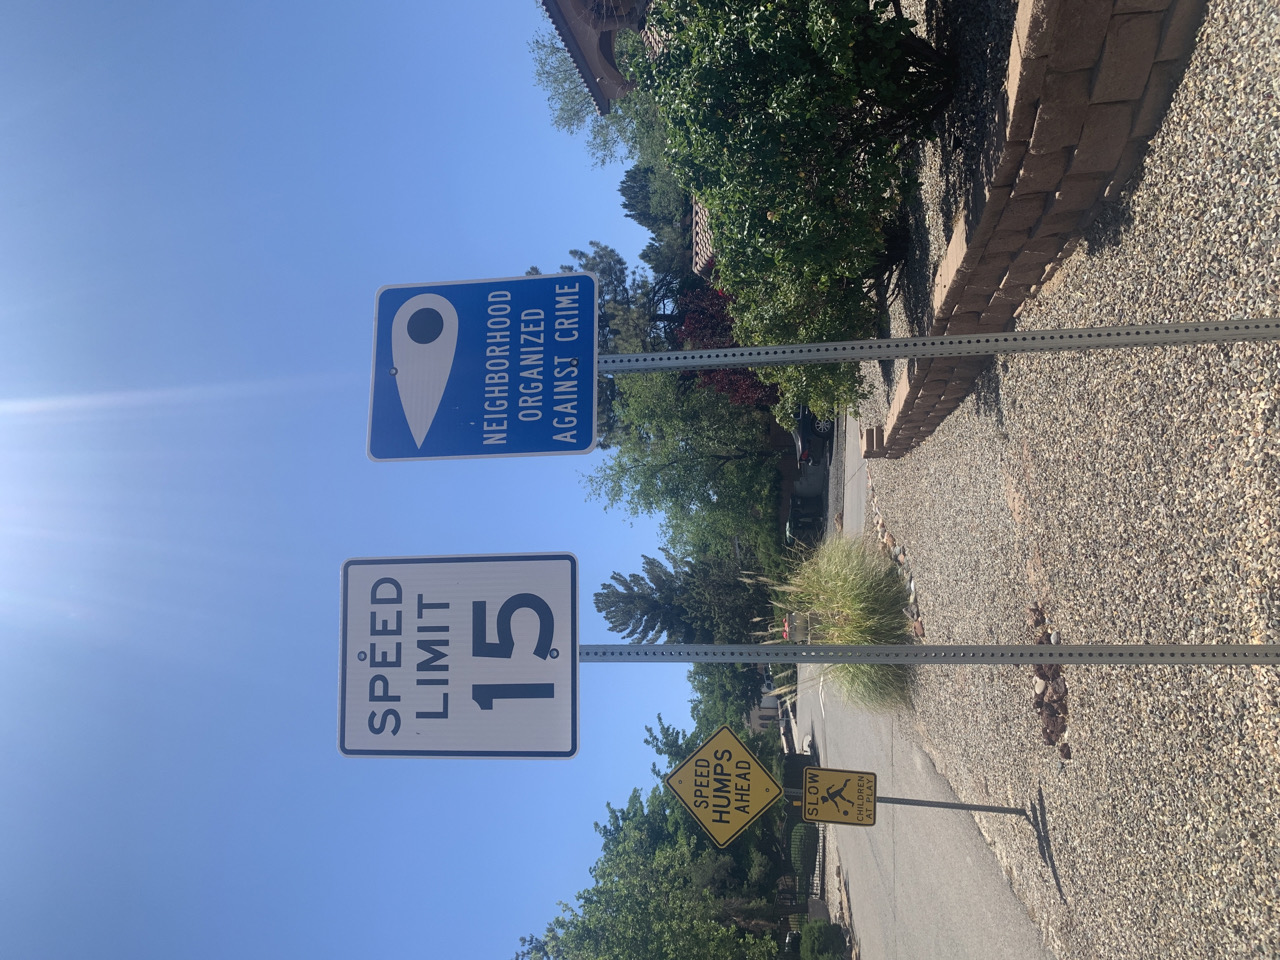 SPEED
LIMIT
15
NEIGHBORHOOD
ORGANIZED
AGAINST CRIME
SPEED
HUMPS
AHEAD
SLOW
CHILDREN
AT PLAY